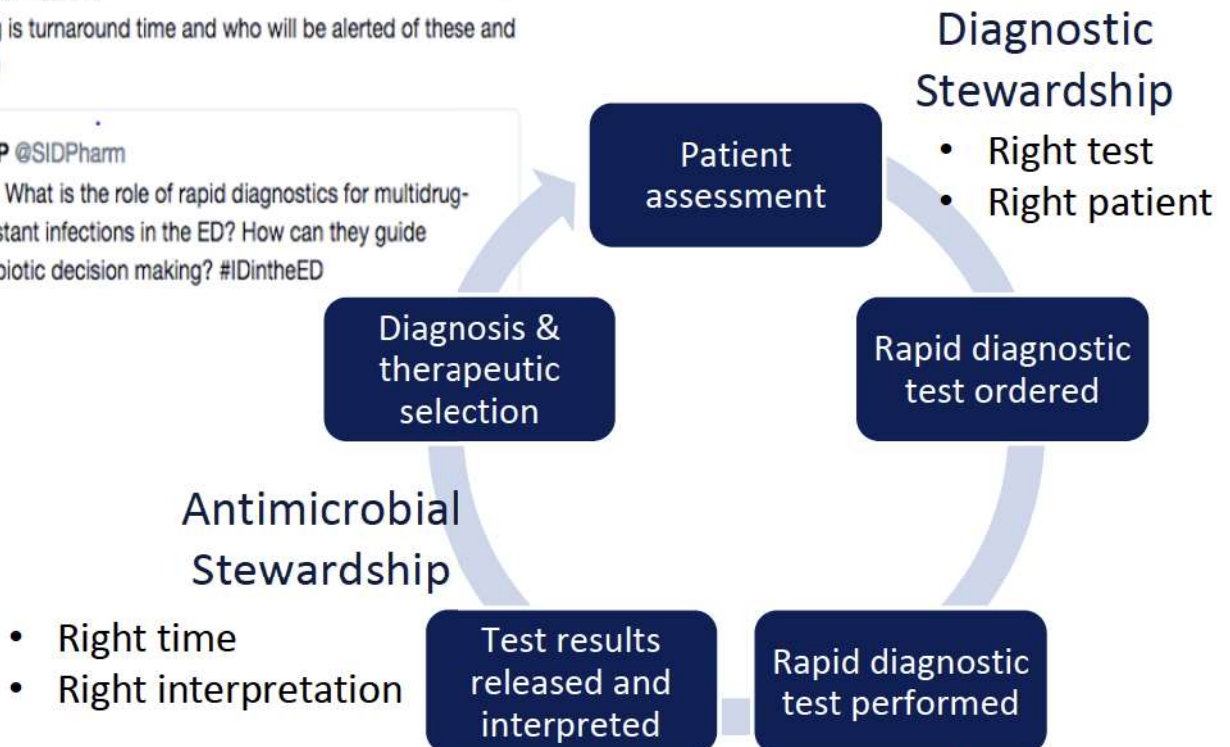 is turnaround time and who will be alerted of these and
P @SIDPharm
What is the role of rapid diagnostics for multidrug-
stant infections in the ED? How can they guide
biotic decision making? #IDintheED
Diagnostic
Stewardship
• Right test
• Right patient
Patient
assessment
Rapid diagnostic
test ordered
Rapid diagnostic
test performed
Test results
released and
interpreted
Diagnosis &
therapeutic
selection
Antimicrobial
Stewardship
• Right time
• Right interpretation